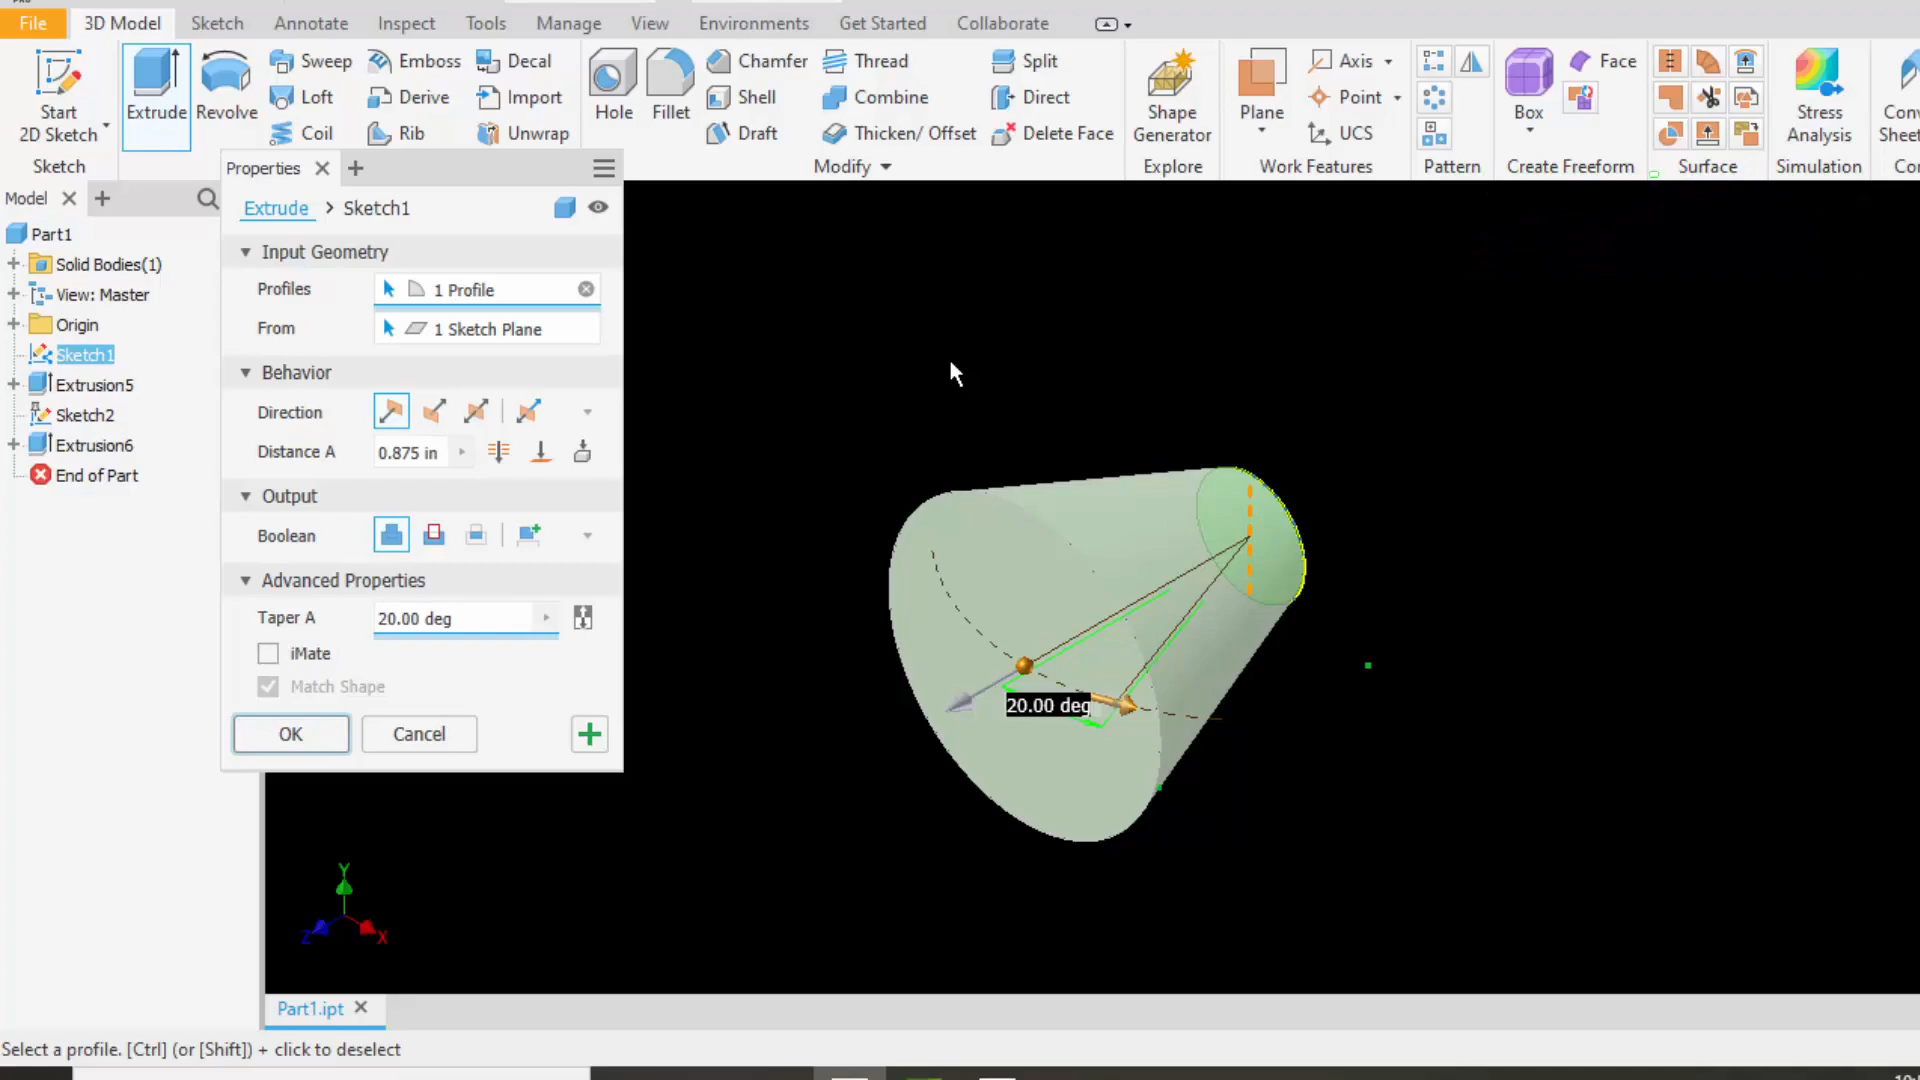 File 3D Model Sketch Annotate Inspect Tools Manage View Environments Get Started Collaborate
Start
2D Sketch
Sketch
Extrude
Revolve
Sweep
Loft
Coil
Emboss
Derive
Rib
Decal
Import
Unwrap
Hole
Fillet
Chamfer
Shell
Draft
Thread
Combine
Thicken/ Offset
Split
Direct
Delete Face
Modify
Shape
Generator
Explore
Plane
Axis
Point
UCS
Work Features
Pattern
Box
Face
Create Freeform
Surface
Stress
Analysis
Simulation
Model
Part1
Solid Bodies(1)
View: Master
Origin
Sketch1
Extrusion5
Sketch2
Extrusion6
End of Part
Properties
Extrude > Sketch1
Input Geometry
Profiles 1 Profile
From 1 Sketch Plane
Behavior
Direction
Distance A 0.875 in
Output
Boolean
Advanced Properties
Taper A 20.00 deg
iMate
Match Shape
OK Cancel
20.00 deg
Y
Z X
Part1.ipt
Select a profile. [Ctrl] (or [Shift]) + click to deselect